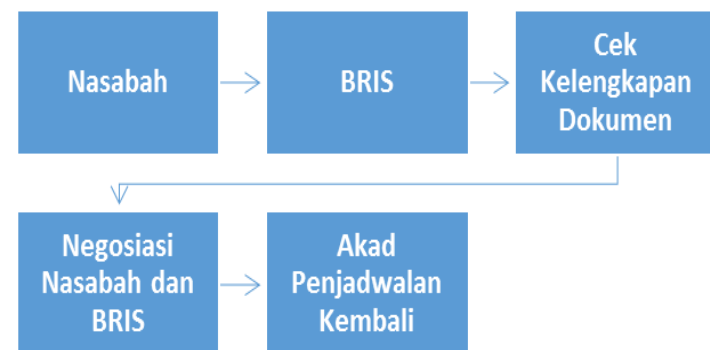 Nasabah
BRIS
Cek
Kelengkapan
Dokumen
Negosiasi
Nasabah dan
BRIS
Akad
Penjadwalan
Kembali